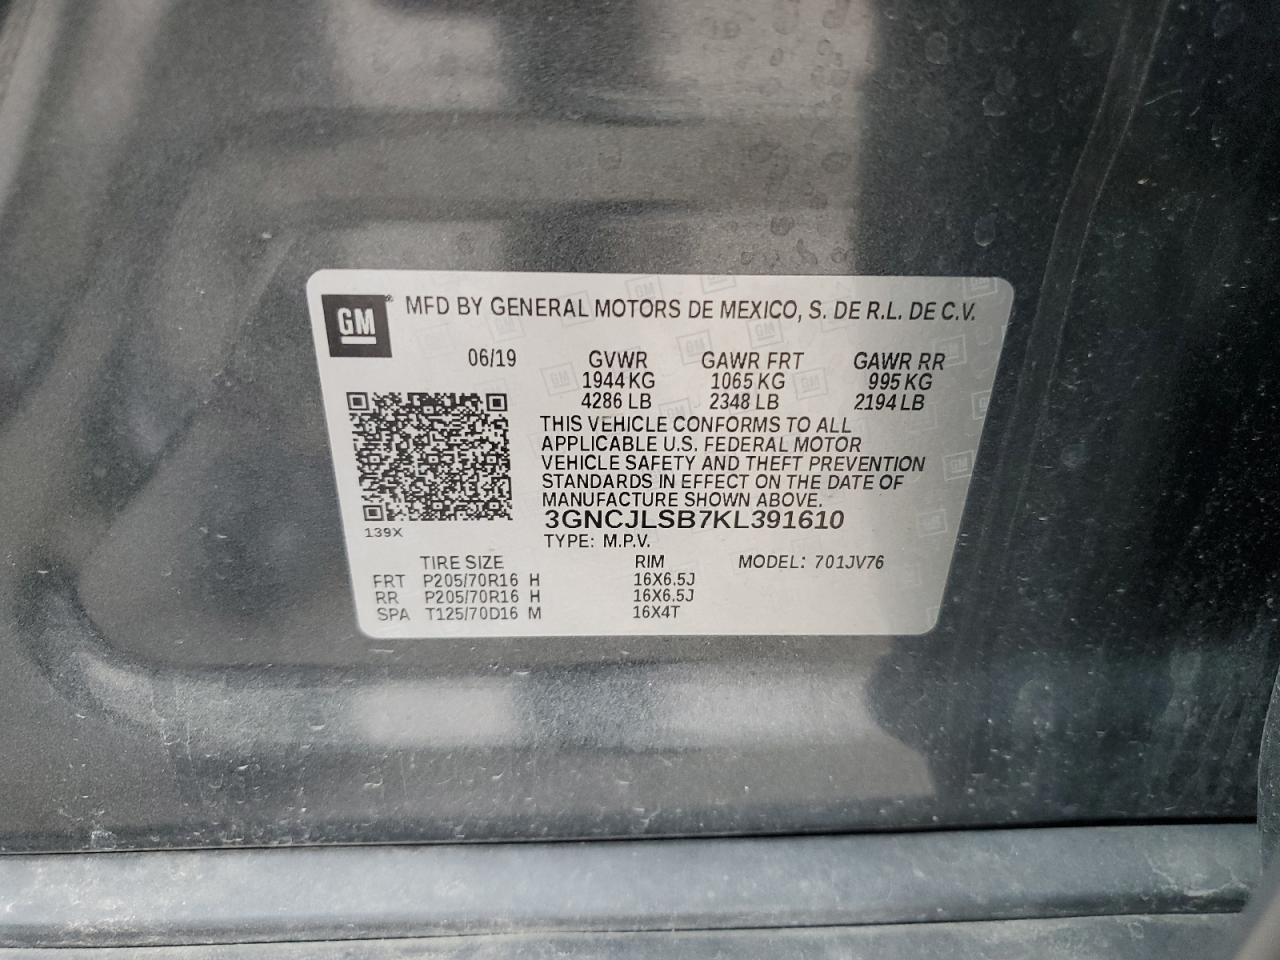 GM
MFD BY GENERAL MOTORS DE MEXICO, S. DE R.L. DE C.V.
06/19 GVWR GAWR FRT GAWR RR
1944 KG 1065 KG 995 KG
4286 LB 2348 LB 2194 LB
THIS VEHICLE CONFORMS TO ALL
APPLICABLE U.S. FEDERAL MOTOR
VEHICLE SAFETY AND THEFT PREVENTION
STANDARDS IN EFFECT ON THE DATE OF
MANUFACTURE SHOWN ABOVE.
3GNCJLSB7KL391610
139X
TYPE: M.P.V.
TIRE SIZE RIM MODEL: 701JV76
FRT P205/70R16 H 16X6.5J
RR P205/70R16 H 16X6.5J
SPA T125/70D16 M 16X4T